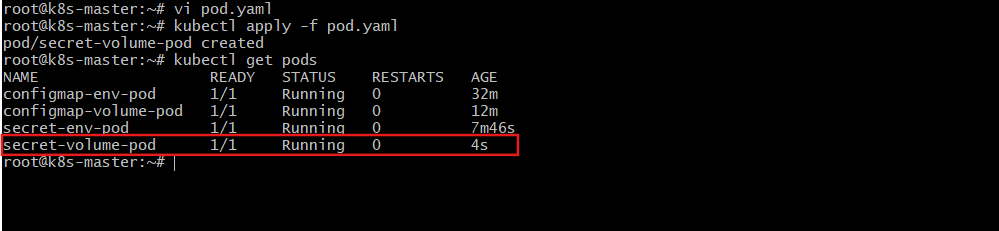 root@k8s-master:~# vi pod.yaml
root@k8s-master:~# kubectl apply -f pod.yaml
pod/secret-volume-pod created
root@k8s-master:~# kubectl get pods
NAME                   READY   STATUS    RESTARTS   AGE
configmap-env-pod      1/1     Running   0          32m
configmap-volume-pod   1/1     Running   0          12m
secret-env-pod         1/1     Running   0          7m46s
secret-volume-pod      1/1     Running   0          4s
root@k8s-master:~#